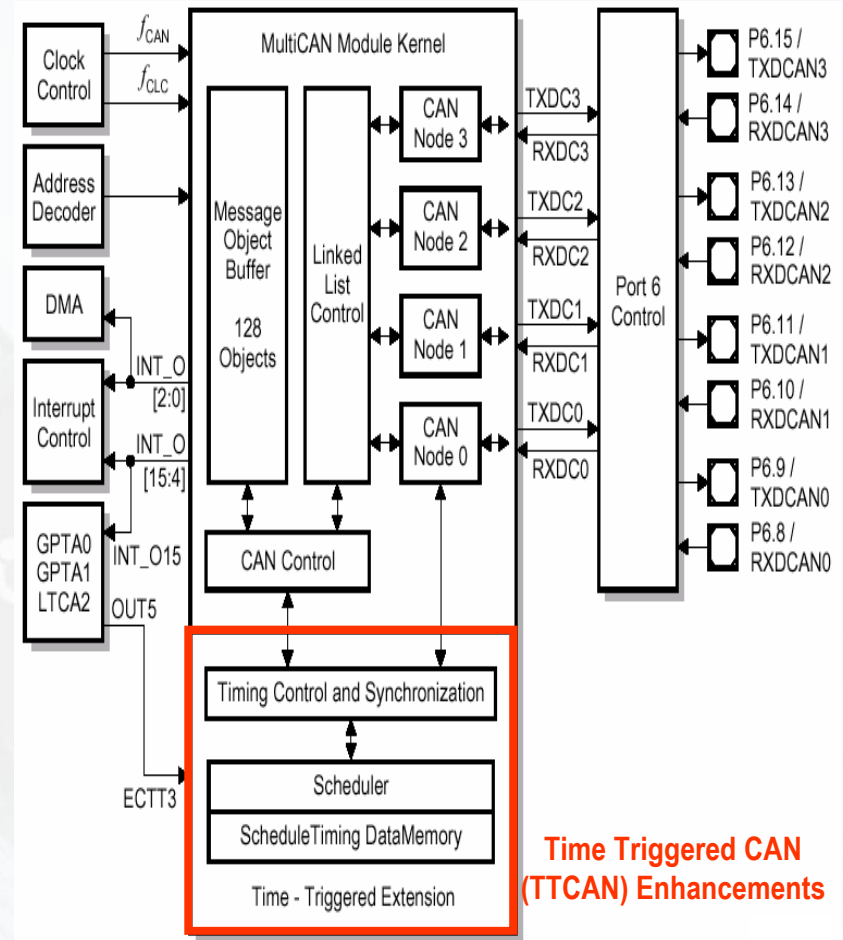 Clock
Control
fCAN
fCLC
Address
Decoder
DMA
INT_O
[2:0]
Interrupt
Control
INT_O
[15:4]
GPTA0
GPTA1
LTCA2
INT_O15
OUT5
ECTT3
MultiCAN Module Kernel
Message
Object
Buffer
128
Objects
Linked
List
Control
CAN
Node 3
CAN
Node 2
CAN
Node 1
CAN
Node 0
CAN Control
Timing Control and Synchronization
Scheduler
ScheduleTiming DataMemory
Time - Triggered Extension
TXDC3
RXDC3
TXDC2
RXDC2
TXDC1
RXDC1
TXDC0
RXDC0
Port 6
Control
P6.15 /
TXDCAN3
P6.14 /
RXDCAN3
P6.13 /
TXDCAN2
P6.12 /
RXDCAN2
P6.11 /
TXDCAN1
P6.10 /
RXDCAN1
P6.9 /
TXDCAN0
P6.8 /
RXDCAN0
Time Triggered CAN
(TTCAN) Enhancements